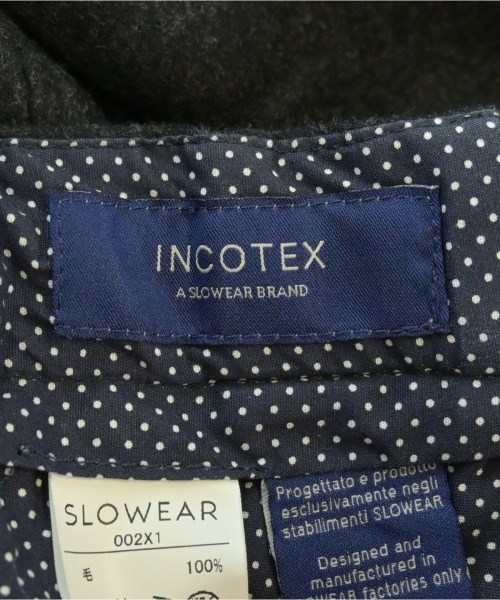 INCOTEX
A SLOWEAR BRAND
SLOWEAR
002X1
毛 100%
Progettato e prodotto
esclusivamente negli
stabilimenti SLOWEAR
Designed and
manufactured in
SLOWEAR factories only